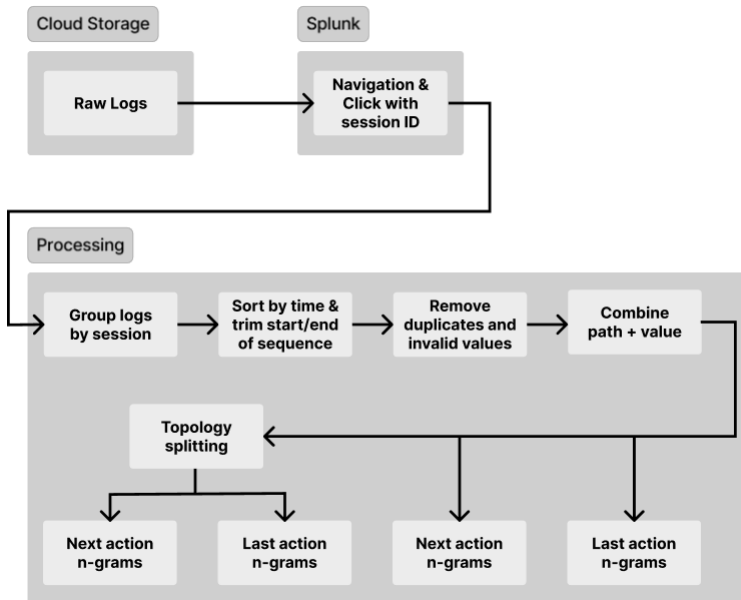 Cloud Storage
Splunk
Raw Logs
Navigation &
Click with
session ID
Processing
Group logs
by session
Sort by time &
trim start/end
of sequence
Remove
duplicates and
invalid values
Combine
path + value
Topology
splitting
Next action
n-grams
Last action
n-grams
Next action
n-grams
Last action
n-grams